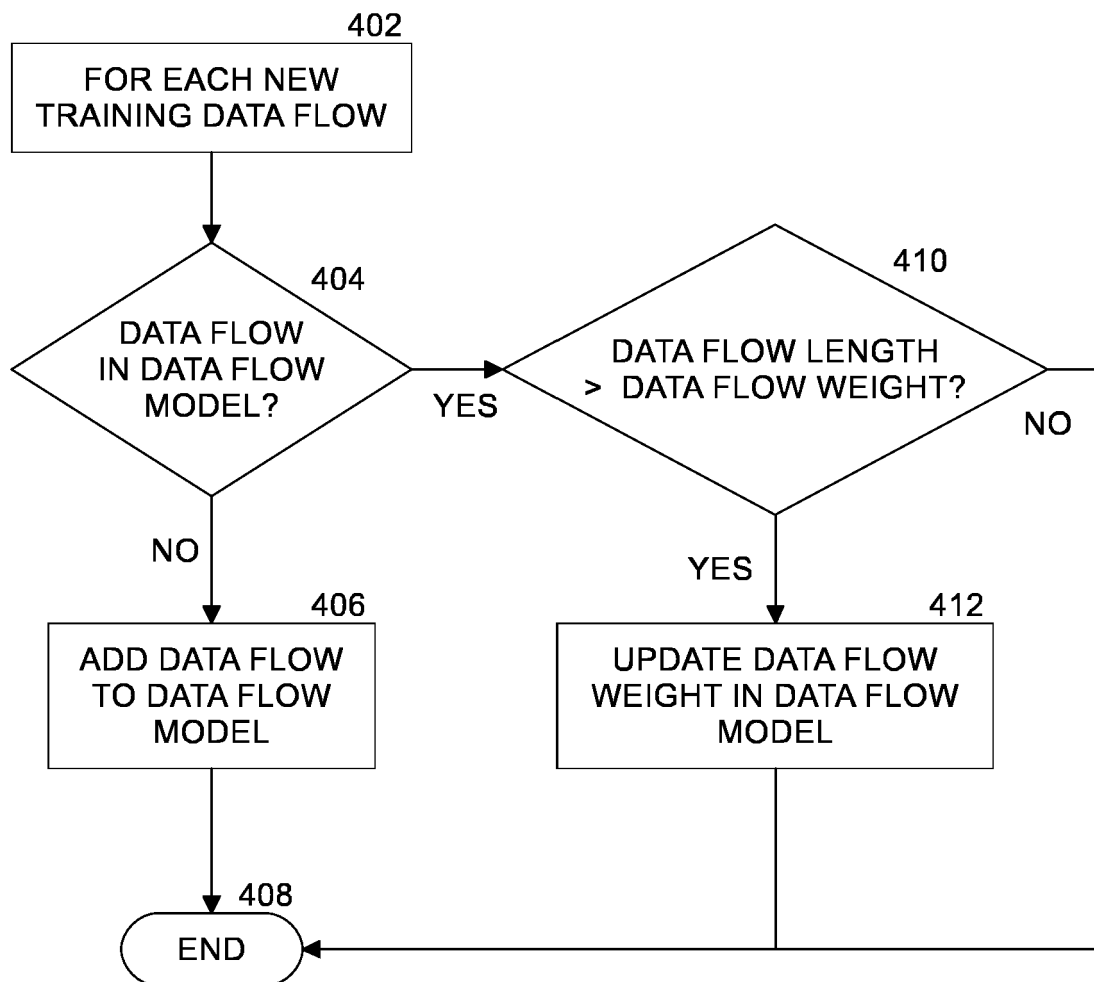 402
FOR EACH NEW
TRAINING DATA FLOW
404
DATA FLOW
IN DATA FLOW
MODEL?
YES
NO
410
DATA FLOW LENGTH
> DATA FLOW WEIGHT?
NO
YES
406
ADD DATA FLOW
TO DATA FLOW
MODEL
412
UPDATE DATA FLOW
WEIGHT IN DATA FLOW
MODEL
408
END